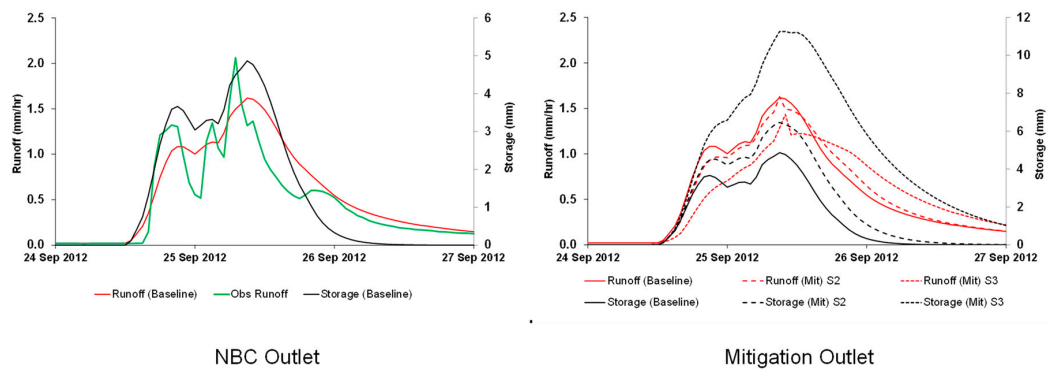 2.5
2.0
1.5
1.0
0.5
0.0
Runoff (mm/hr)
6
5
4
3
2
1
0
Storage (mm)
24 Sep 2012 25 Sep 2012 26 Sep 2012 27 Sep 2012
Runoff (Baseline) Obs Runoff Storage (Baseline)
NBC Outlet
2.5
2.0
1.5
1.0
0.5
0.0
Runoff (mm/hr)
12
10
8
6
4
2
0
Storage (mm)
24 Sep 2012 25 Sep 2012 26 Sep 2012 27 Sep 2012
Runoff (Baseline) Runoff (Mit) S2 Runoff (Mit) S3
Storage (Baseline) Storage (Mit) S2 Storage (Mit) S3
Mitigation Outlet